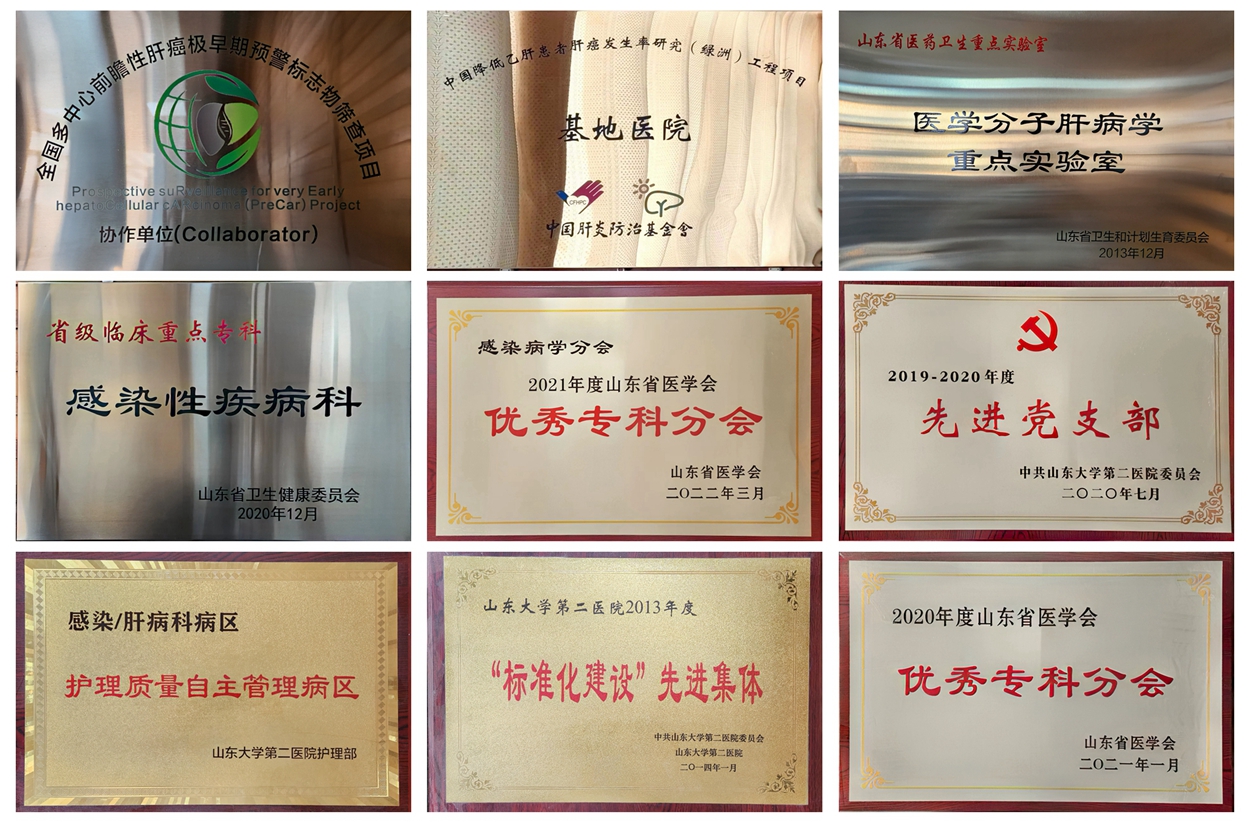 全国多中心前瞻性肝癌极早期预警标志物筛查项目
Prospective suRveillance for very Early
hepatoCellular cArcinoma (PreCar) Project
协作单位(Collaborator)
中国降低乙肝患者肝癌发生率研究（绿洲）工程项目
基地医院
CFHPC
中国肝炎防治基金會
山东省医药卫生重点实验室
医学分子肝病学
重点实验室
山东省卫生和计划生育委员会
2013年12月
省级临床重点专科
感染性疾病科
山东省卫生健康委员会
2020年12月
感染病学分会
2021年度山东省医学会
优秀专科分会
山东省医学会
二〇二二年三月
2019-2020年度
先进党支部
中共山东大学第二医院委员会
二〇二〇年七月
感染/肝病科病区
护理质量自主管理病区
山东大学第二医院护理部
山东大学第二医院2013年度
“标准化建设”先进集体
中共山东大学第二医院委员会
山东大学第二医院
二〇一四年一月
2020年度山东省医学会
优秀专科分会
山东省医学会
二〇二一年一月